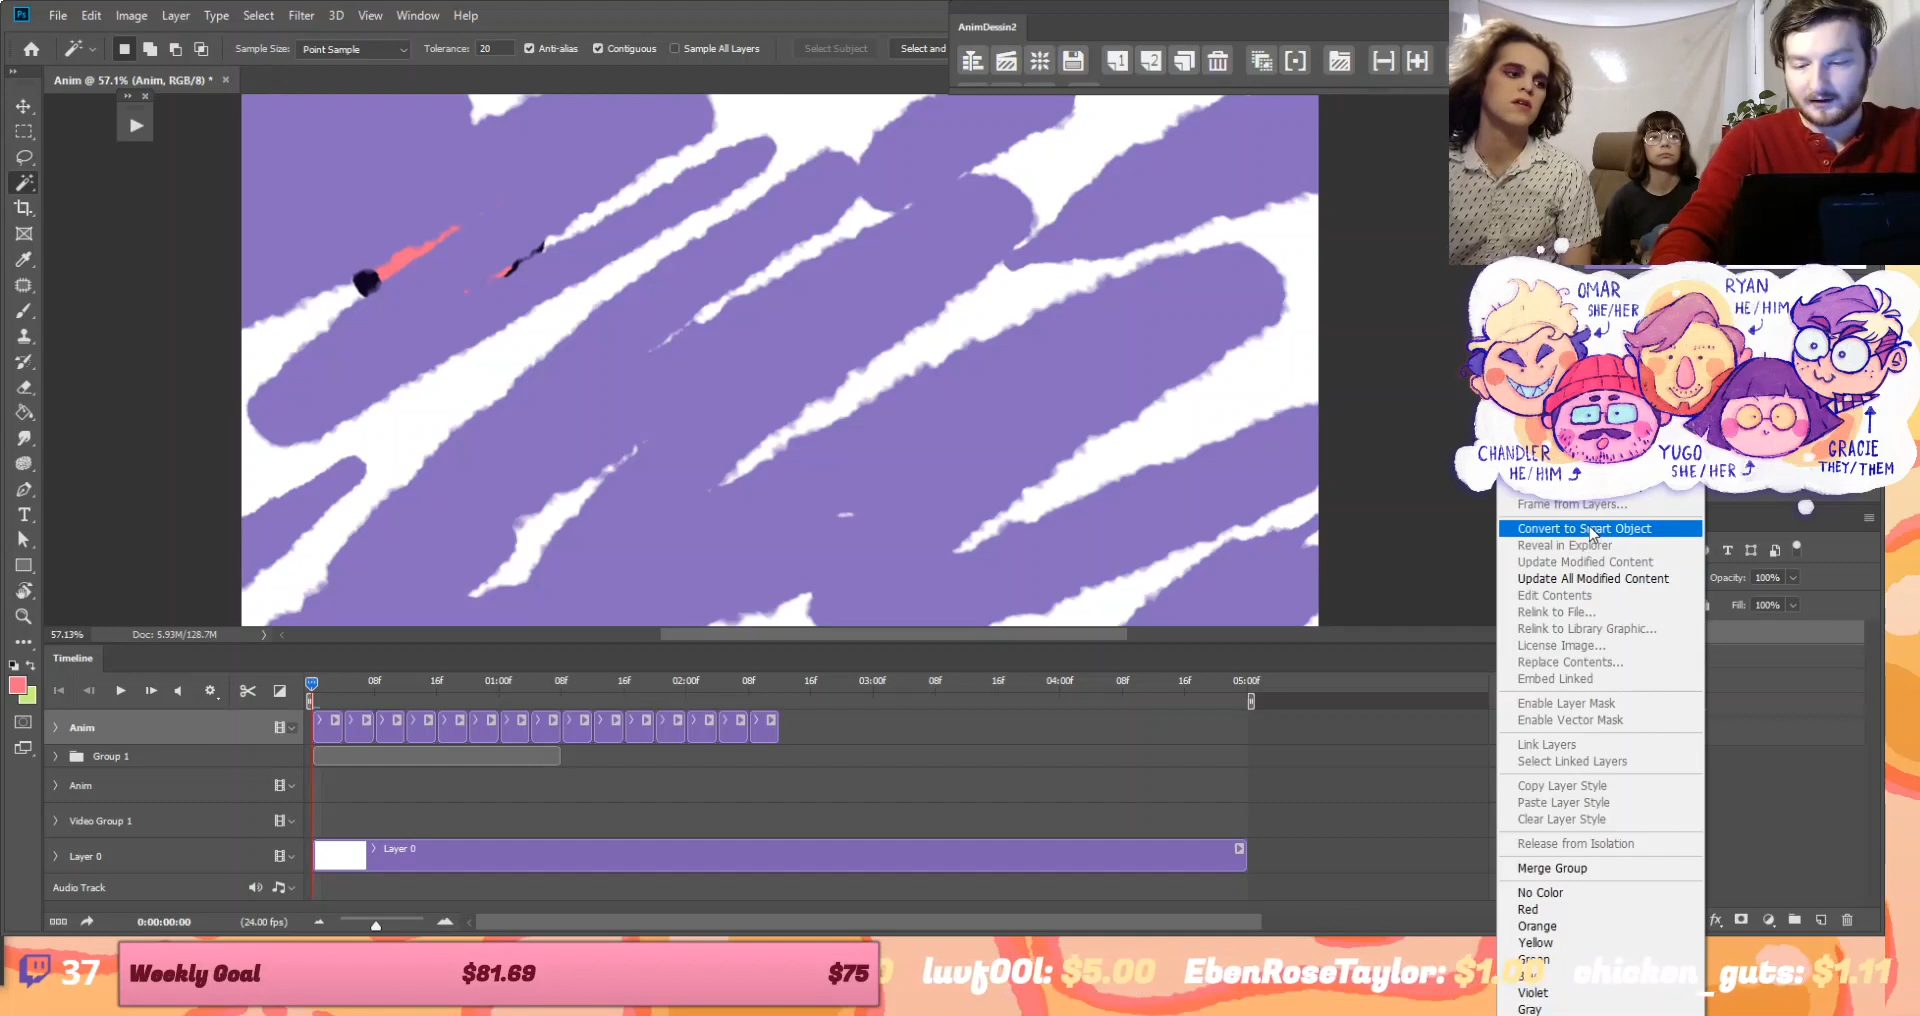 Ps File Edit Image Layer Type Select Filter 3D View Window Help
Sample Size: Point Sample Tolerance: 20 Anti-alias Contiguous Sample All Layers Select Subject Select and
AnimDessin2
Anim @ 57.1% (Anim, RGB/8) * ×
OMAR
SHE/HER
RYAN
HE/HIM
CHANDLER
HE/HIM
YUGO
SHE/HER
GRACIE
THEY/THEM
Frame from Layers...
Convert to Smart Object
Reveal in Explorer
Update Modified Content
Update All Modified Content
Edit Contents
Relink to File...
Relink to Library Graphic...
License Image...
Replace Contents...
Embed Linked
Enable Layer Mask
Enable Vector Mask
Link Layers
Select Linked Layers
Copy Layer Style
Paste Layer Style
Clear Layer Style
Release from Isolation
Merge Group
No Color
Red
Orange
Yellow
Green
Violet
Gray
Opacity: 100%
Fill: 100%
57.13% Doc: 5.93M/128.7M
Timeline
08f 16f 01:00f 08f 16f 02:00f 08f 16f 03:00f 08f 16f 04:00f 08f 16f 05:00f
Anim
Group 1
Anim
Video Group 1
Layer 0 Layer 0
Audio Track
0:00:00:00 (24.00 fps)
37 Weekly Goal $81.69 $75 luvf00l: $5.00 EbenRoseTaylor: $1.00 chicken_guts: $1.11